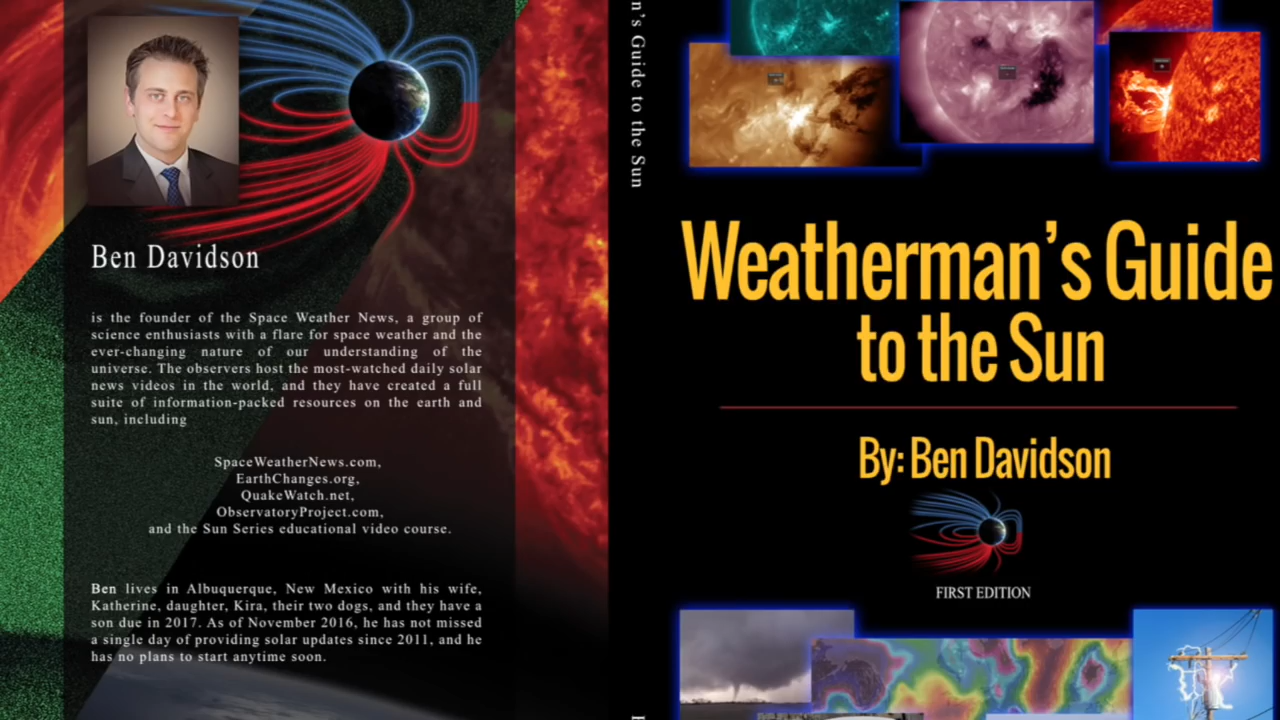 Ben Davidson
is the founder of the Space Weather News, a group of
science enthusiasts with a flare for space weather and the
ever-changing nature of our understanding of the
universe. The observers host the most-watched daily solar
news videos in the world, and they have created a full
suite of information-packed resources on the earth and
sun, including
SpaceWeatherNews.com,
EarthChanges.org,
QuakeWatch.net,
ObservatoryProject.com,
and the Sun Series educational video course.
Ben lives in Albuquerque, New Mexico with his wife,
Katherine, daughter, Kira, their two dogs, and they have a
son due in 2017. As of November 2016, he has not missed
a single day of providing solar updates since 2011, and he
has no plans to start anytime soon.
n's Guide to the Sun
Weatherman's Guide
to the Sun
By: Ben Davidson
FIRST EDITION